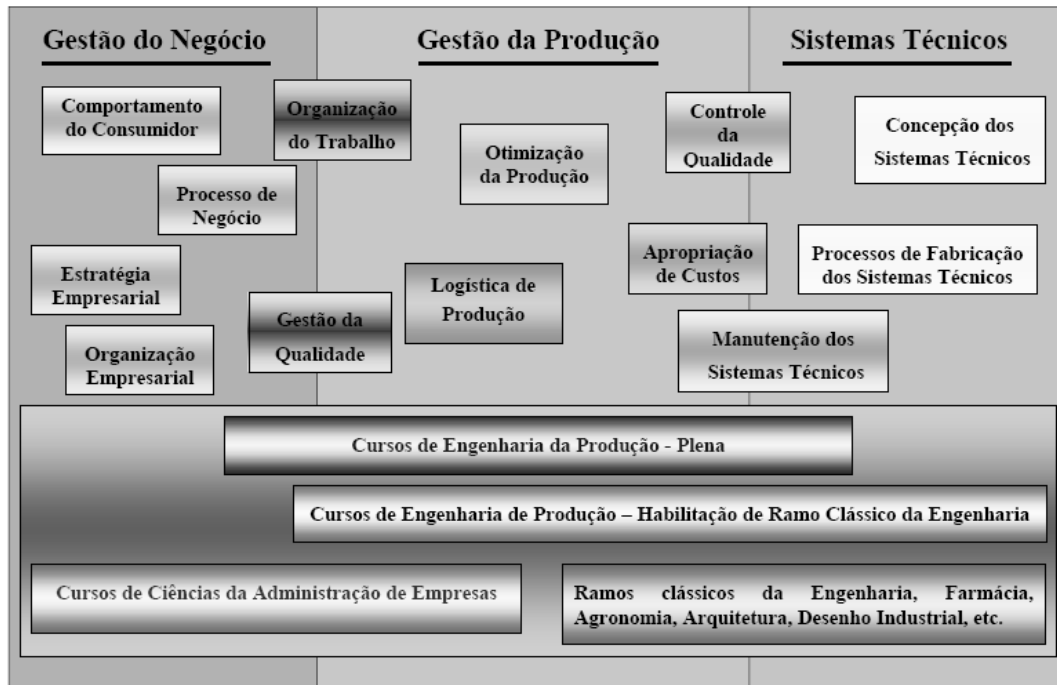 Gestão do Negócio
Gestão da Produção
Sistemas Técnicos
Comportamento
do Consumidor
Organização
do Trabalho
Otimização
da Produção
Controle
da
Qualidade
Concepção dos
Sistemas Técnicos
Processo de
Negócio
Estratégia
Empresarial
Logística de
Produção
Apropriação
de Custos
Processos de Fabricação
dos Sistemas Técnicos
Organização
Empresarial
Gestão da
Qualidade
Manutenção dos
Sistemas Técnicos
Cursos de Engenharia da Produção - Plena
Cursos de Engenharia de Produção – Habilitação de Ramo Clássico da Engenharia
Cursos de Ciências da Administração de Empresas
Ramos clássicos da Engenharia, Farmácia,
Agronomia, Arquitetura, Desenho Industrial, etc.